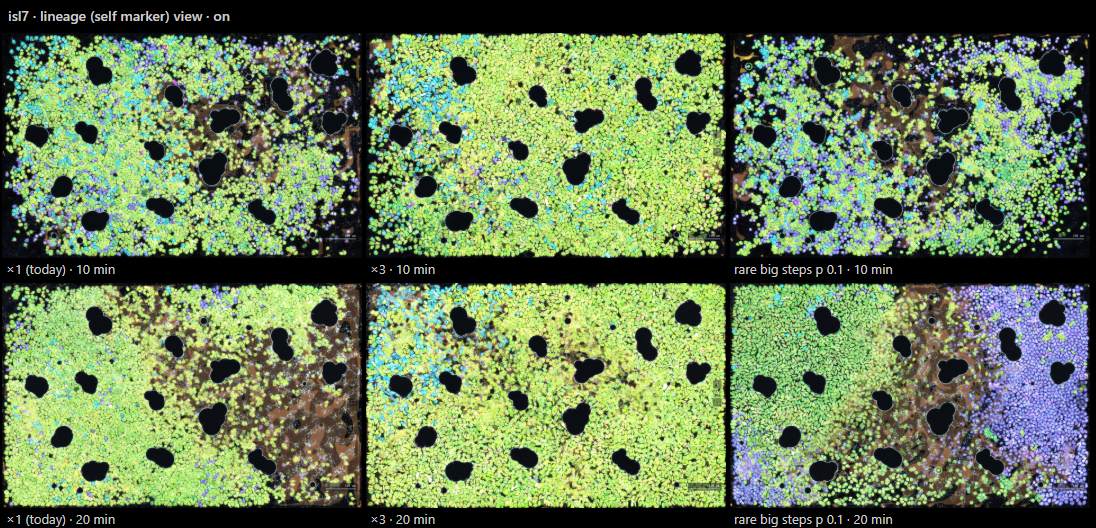 isl7 · lineage (self marker) view · on
×1 (today) · 10 min
×3 · 10 min
rare big steps p 0.1 · 10 min
×1 (today) · 20 min
×3 · 20 min
rare big steps p 0.1 · 20 min